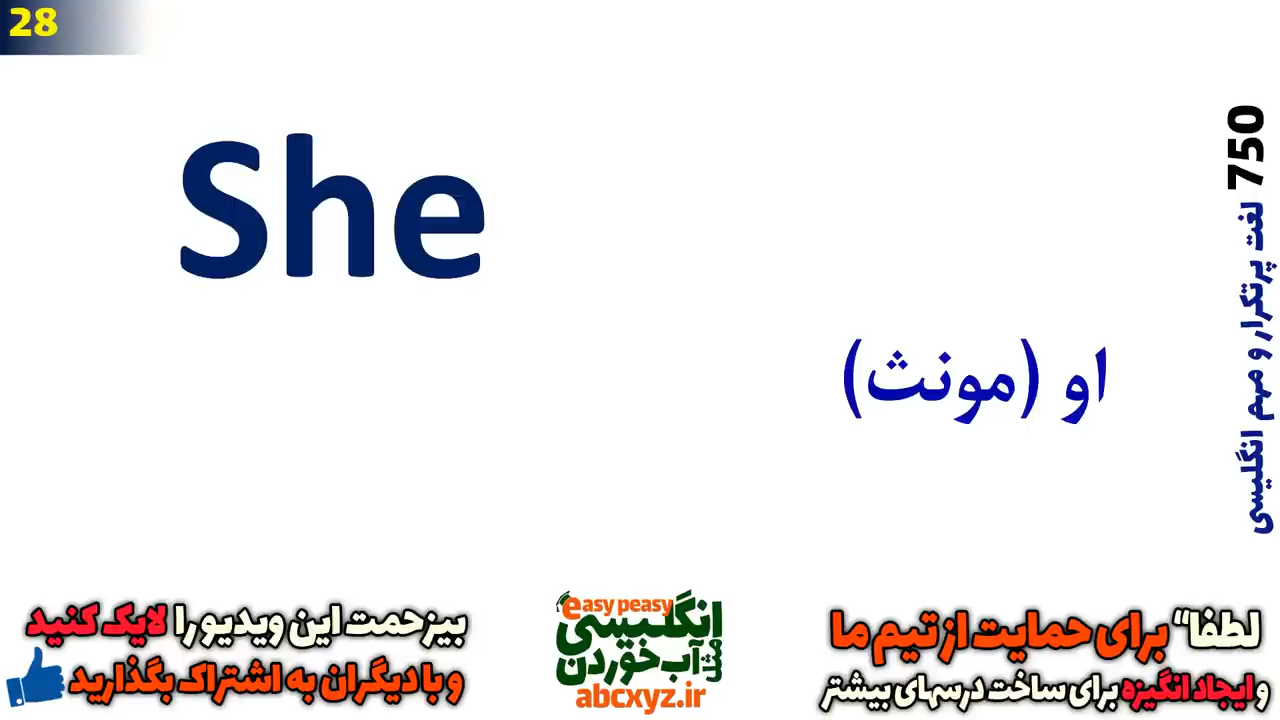 28
She
او (مونث)
750 لغت پرتکرار و مهم انگلیسی
بیزحمت این ویدیو را لایک کنید
و با دیگران به اشتراک بگذارید
easy peasy
انگلیسی
مثل آب خوردن
abcxyz.ir
لطفا“ برای حمایت از تیم ما
و ایجاد انگیزه برای ساخت درسهای بیشتر